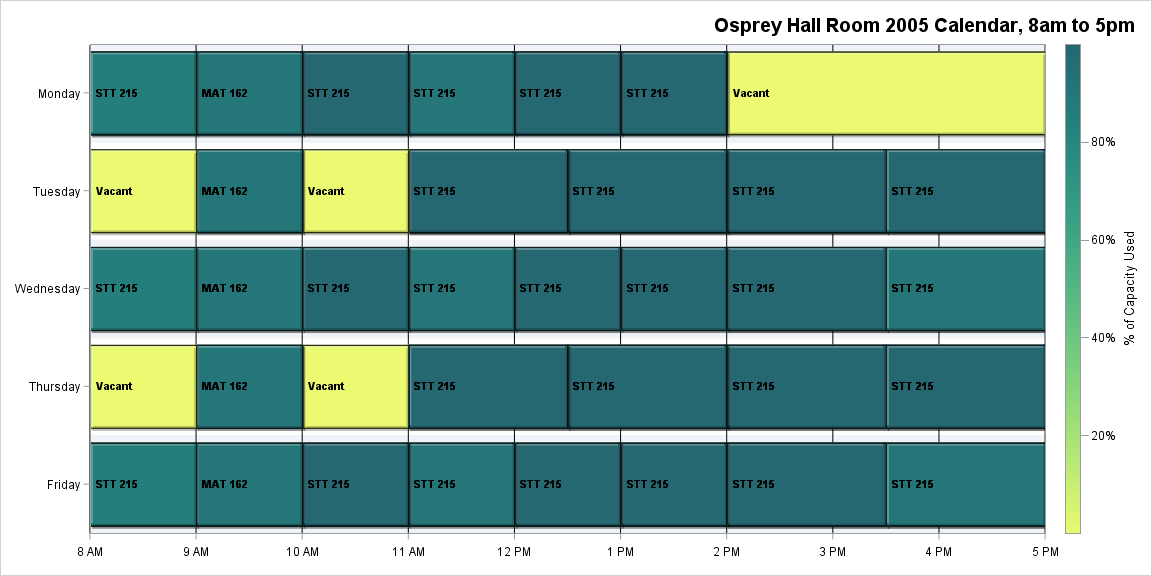 Osprey Hall Room 2005 Calendar, 8am to 5pm
Monday STT 215 MAT 162 STT 215 STT 215 STT 215 STT 215 Vacant
80%
Tuesday Vacant MAT 162 Vacant STT 215 STT 215 STT 215 STT 215
60%
Wednesday STT 215 MAT 162 STT 215 STT 215 STT 215 STT 215 STT 215 STT 215
% of Capacity Used
40%
Thursday Vacant MAT 162 Vacant STT 215 STT 215 STT 215 STT 215
20%
Friday STT 215 MAT 162 STT 215 STT 215 STT 215 STT 215 STT 215 STT 215
8 AM 9 AM 10 AM 11 AM 12 PM 1 PM 2 PM 3 PM 4 PM 5 PM